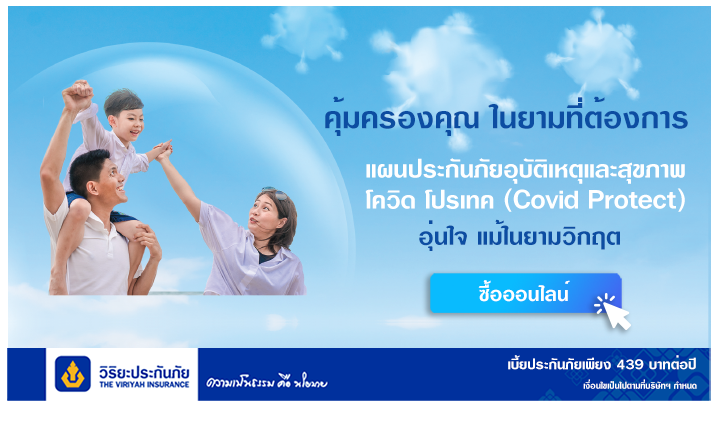 คุ้มครองคุณ ในยามที่ต้องการ
แผนประกันภัยอุบัติเหตุและสุขภาพ
โควิด โปรเทค (Covid Protect)
อุ่นใจ แม้ในยามวิกฤต
ซื้อออนไลน์
วิริยะประกันภัย
THE VIRIYAH INSURANCE
ความเป็นธรรม คือ นโยบาย
เบี้ยประกันภัยเพียง 439 บาทต่อปี
เงื่อนไขเป็นไปตามที่บริษัทฯ กำหนด